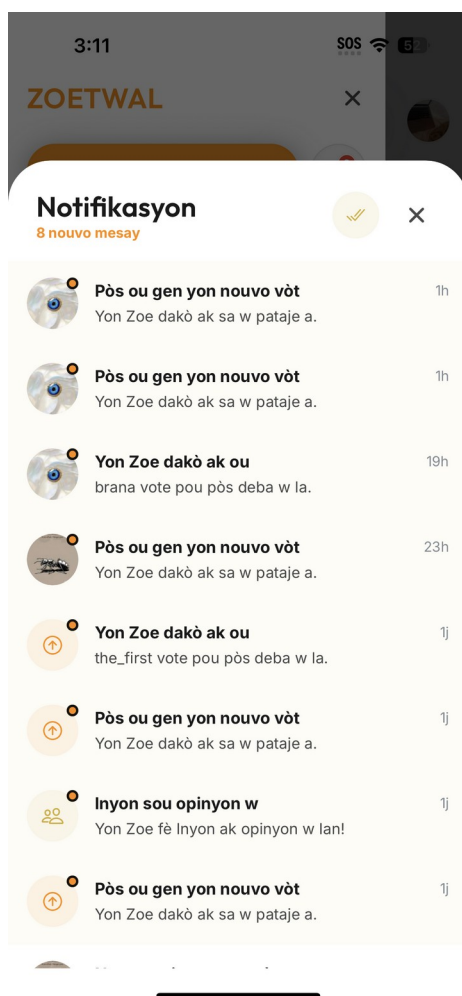 3:11
SOS
52
ZOETWAL
Notifikasyon
8 nouvo mesay
Pòs ou gen yon nouvo vòt
1h
Yon Zoe dakò ak sa w pataje a.
Pòs ou gen yon nouvo vòt
1h
Yon Zoe dakò ak sa w pataje a.
Yon Zoe dakò ak ou
19h
brana vote pou pòs deba w la.
Pòs ou gen yon nouvo vòt
23h
Yon Zoe dakò ak sa w pataje a.
Yon Zoe dakò ak ou
1j
the_first vote pou pòs deba w la.
Pòs ou gen yon nouvo vòt
1j
Yon Zoe dakò ak sa w pataje a.
Inyon sou opinyon w
1j
Yon Zoe fè Inyon ak opinyon w lan!
Pòs ou gen yon nouvo vòt
1j
Yon Zoe dakò ak sa w pataje a.